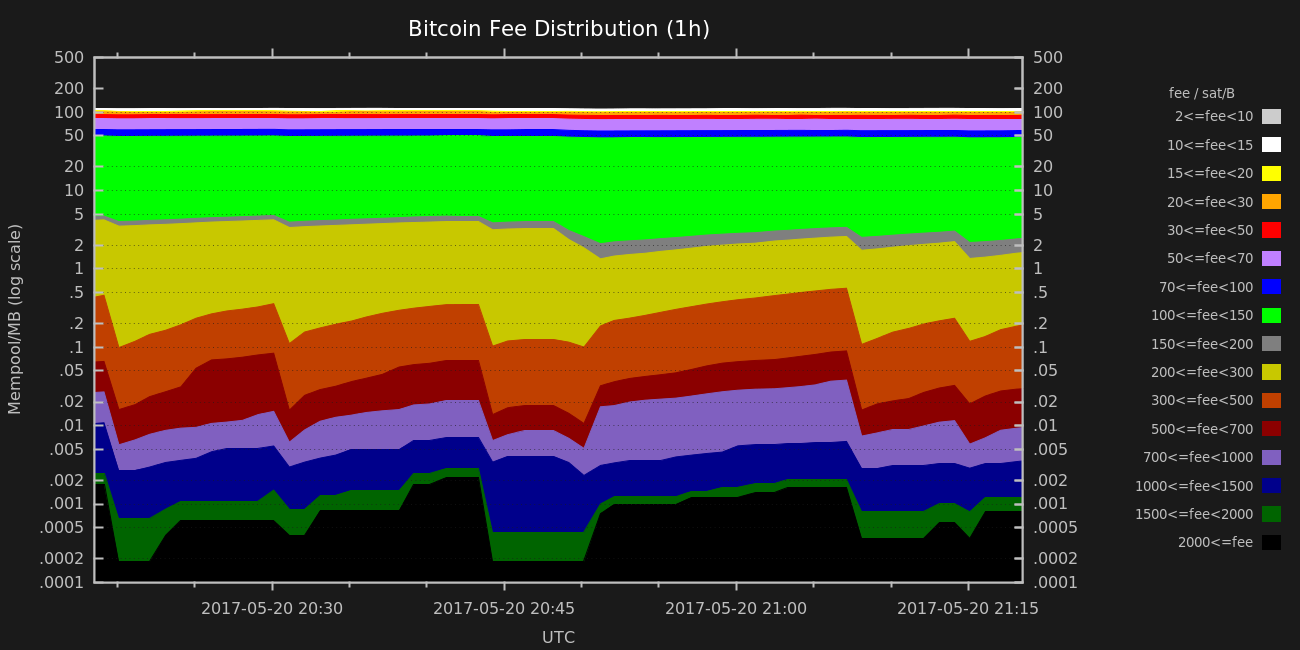 Bitcoin Fee Distribution (1h)
Mempool/MB (log scale)
500
200
100
50
20
10
5
2
1
.5
.2
.1
.05
.02
.01
.005
.002
.001
.0005
.0002
.0001
500
200
100
50
20
10
5
2
1
.5
.2
.1
.05
.02
.01
.005
.002
.001
.0005
.0002
.0001
2017-05-20 20:30
2017-05-20 20:45
2017-05-20 21:00
2017-05-20 21:15
UTC
fee / sat/B
2<=fee<10
10<=fee<15
15<=fee<20
20<=fee<30
30<=fee<50
50<=fee<70
70<=fee<100
100<=fee<150
150<=fee<200
200<=fee<300
300<=fee<500
500<=fee<700
700<=fee<1000
1000<=fee<1500
1500<=fee<2000
2000<=fee